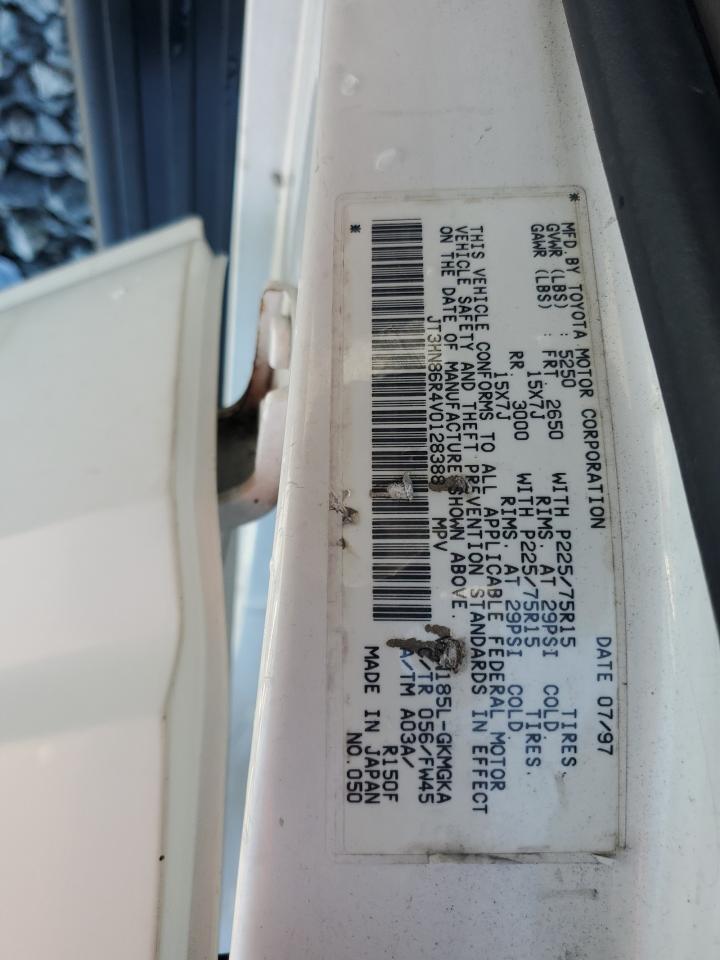 * MFD.BY TOYOTA MOTOR CORPORATION DATE 07/97
GVWR (LBS) : 5250
GAWR (LBS) : FRT. 2650 WITH P225/75R15 TIRES
15X7J RIMS. AT 29PSI COLD
RR. 3000 WITH P225/75R15 TIRES.
15X7J RIMS. AT 29PSI COLD.
THIS VEHICLE CONFORMS TO ALL APPLICABLE FEDERAL MOTOR
VEHICLE SAFETY AND THEFT PREVENTION STANDARDS IN EFFECT
ON THE DATE OF MANUFACTURE SHOWN ABOVE.
JT3HN86R4V0128388 MPV
185L-GKMGKA
C/TR 056/FW45
A/TM A03A/
R150F
MADE IN JAPAN
* NO.050